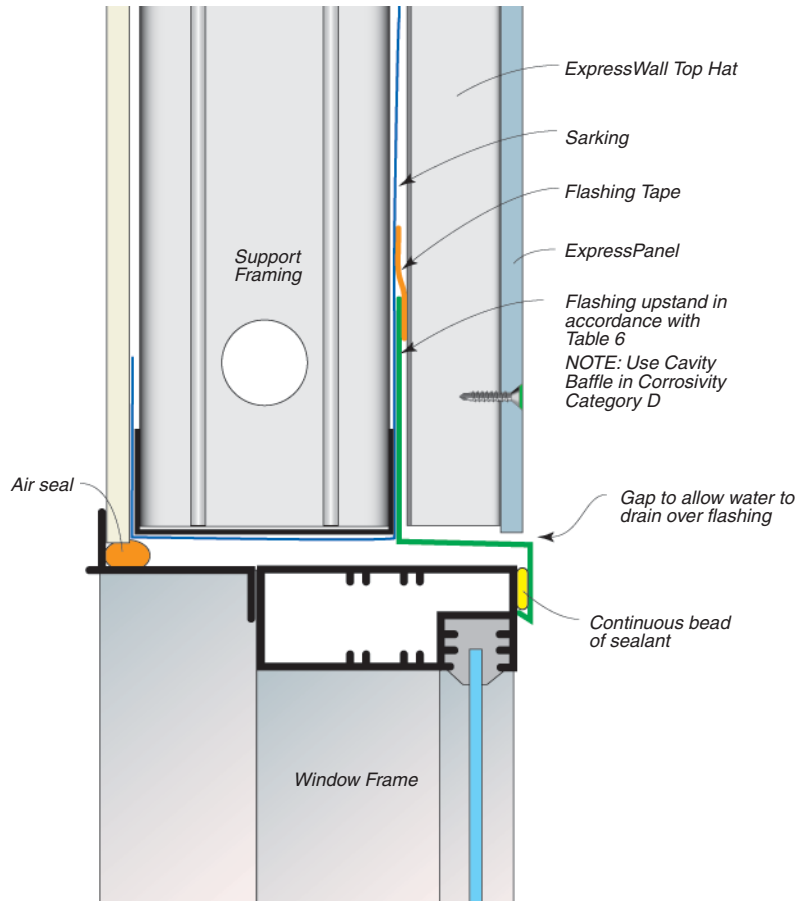 ExpressWall Top Hat
Sarking
Flashing Tape
Support
Framing
ExpressPanel
Flashing upstand in
accordance with
Table 6
NOTE: Use Cavity
Baffle in Corrosivity
Category D
Air seal
Gap to allow water to
drain over flashing
Continuous bead
of sealant
Window Frame